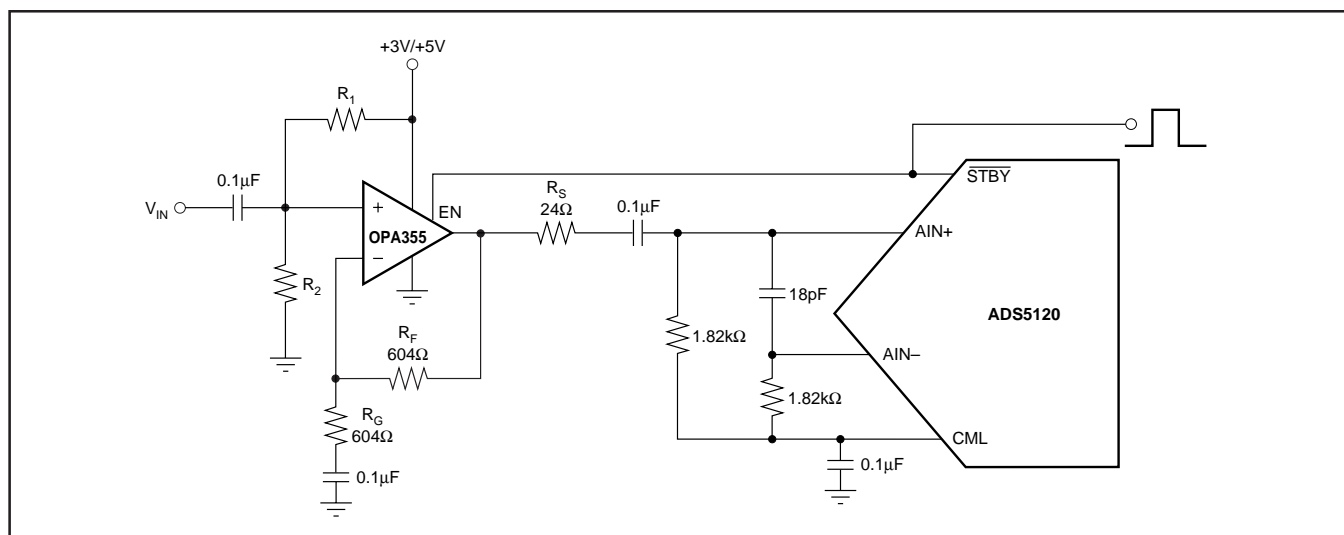 +3V/+5V
R1
0.1µF
VIN
+
EN
OPA355
–
R2
RF
604Ω
RG
604Ω
0.1µF
RS
24Ω
0.1µF
1.82kΩ
18pF
1.82kΩ
0.1µF
STBY
AIN+
ADS5120
AIN–
CML